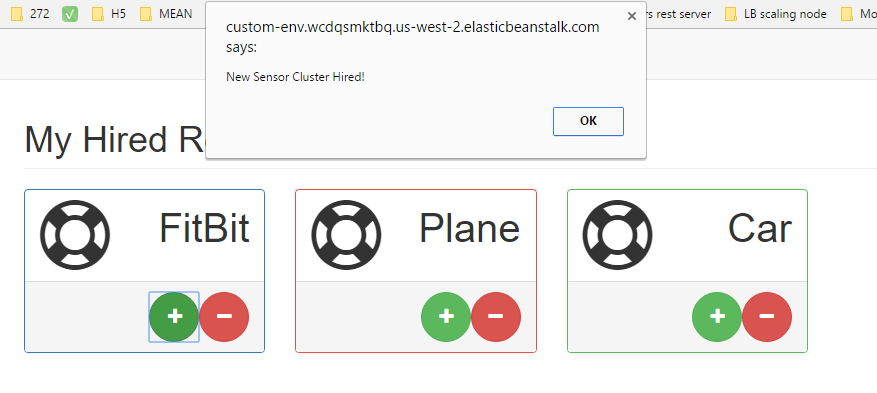 272 H5 MEAN rs rest server LB scaling node Mo
custom-env.wcdqsmktbq.us-west-2.elasticbeanstalk.com
says:
New Sensor Cluster Hired!
OK
My Hired R
FitBit Plane Car